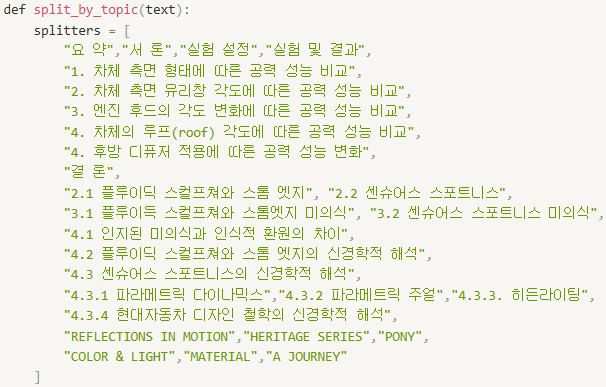 def split_by_topic(text):
    splitters = [
        "요 약","서 론","실험 설정","실험 및 결과",
        "1. 차체 측면 형태에 따른 공력 성능 비교",
        "2. 차체 측면 유리창 각도에 따른 공력 성능 비교",
        "3. 엔진 후드의 각도 변화에 따른 공력 성능 비교",
        "4. 차체의 루프(roof) 각도에 따른 공력 성능 비교",
        "4. 후방 디퓨저 적용에 따른 공력 성능 변화",
        "결 론",
        "2.1 플루이딕 스컬프쳐와 스톰 엣지", "2.2 센슈어스 스포트니스",
        "3.1 플루이득 스컬프쳐와 스톰엣지 미의식", "3.2 센슈어스 스포트니스 미의식",
        "4.1 인지된 미의식과 인식적 환원의 차이",
        "4.2 플루이딕 스컬프쳐와 스톰 엣지의 신경학적 해석",
        "4.3 센슈어스 스포트니스의 신경학적 해석",
        "4.3.1 파라메트릭 다이나믹스","4.3.2 파라메트릭 주얼","4.3.3. 히든라이팅",
        "4.3.4 현대자동차 디자인 철학의 신경학적 해석",
        "REFLECTIONS IN MOTION","HERITAGE SERIES","PONY",
        "COLOR & LIGHT","MATERIAL","A JOURNEY"
    ]